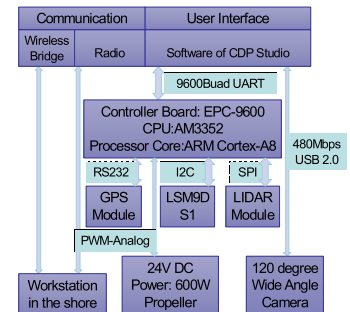 Communication
User Interface
Wireless
Bridge
Radio
Software of CDP Studio
9600Buad UART
Controller Board: EPC-9600
CPU:AM3352
Processor Core:ARM Cortex-A8
480Mbps
USB 2.0
RS232
I2C
SPI
GPS
Module
LSM9D
S1
LIDAR
Module
PWM-Analog
Workstation
in the shore
24V DC
Power: 600W
Propeller
120 degree
Wide Angle
Camera